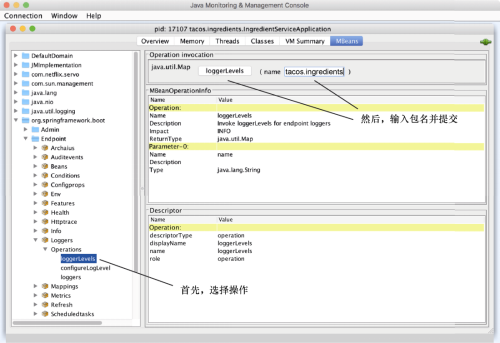 Java Monitoring & Management Console
Connection Window Help
pid: 17107 tacos.ingredients.IngredientServiceApplication
Overview Memory Threads Classes VM Summary MBeans
DefaultDomain
JMImplementation
com.netflix.servo
com.sun.management
java.lang
java.nio
java.util.logging
org.springframework.boot
Admin
Endpoint
Archaius
Auditevents
Beans
Conditions
Configprops
Env
Features
Health
Httptrace
Info
Loggers
Operations
loggerLevels
configureLogLevel
loggers
Mappings
Metrics
Refresh
Scheduledtasks
Operation invocation
java.util.Map loggerLevels ( name tacos.ingredients )
MBeanOperationInfo
Name Value
Operation:
Name loggerLevels
Description Invoke loggerLevels for endpoint loggers
Impact INFO
ReturnType java.util.Map
Parameter-0:
Name name
Description
Type java.lang.String
Descriptor
Name Value
Operation:
descriptorType operation
displayName loggerLevels
name loggerLevels
role operation
然后，输入包名并提交
首先，选择操作